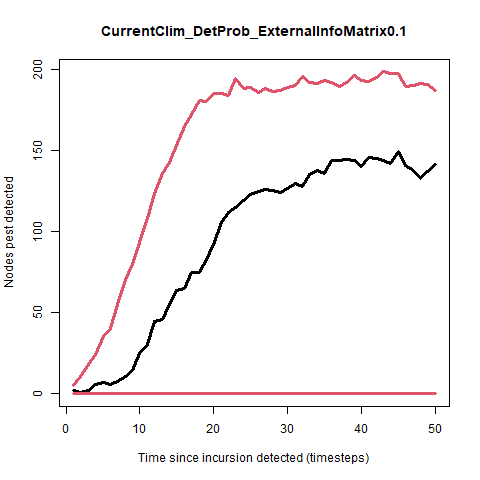 CurrentClim_DetProb_ExternalInfoMatrix0.1
Nodes pest detected
200
150
100
50
0
0 10 20 30 40 50
Time since incursion detected (timesteps)